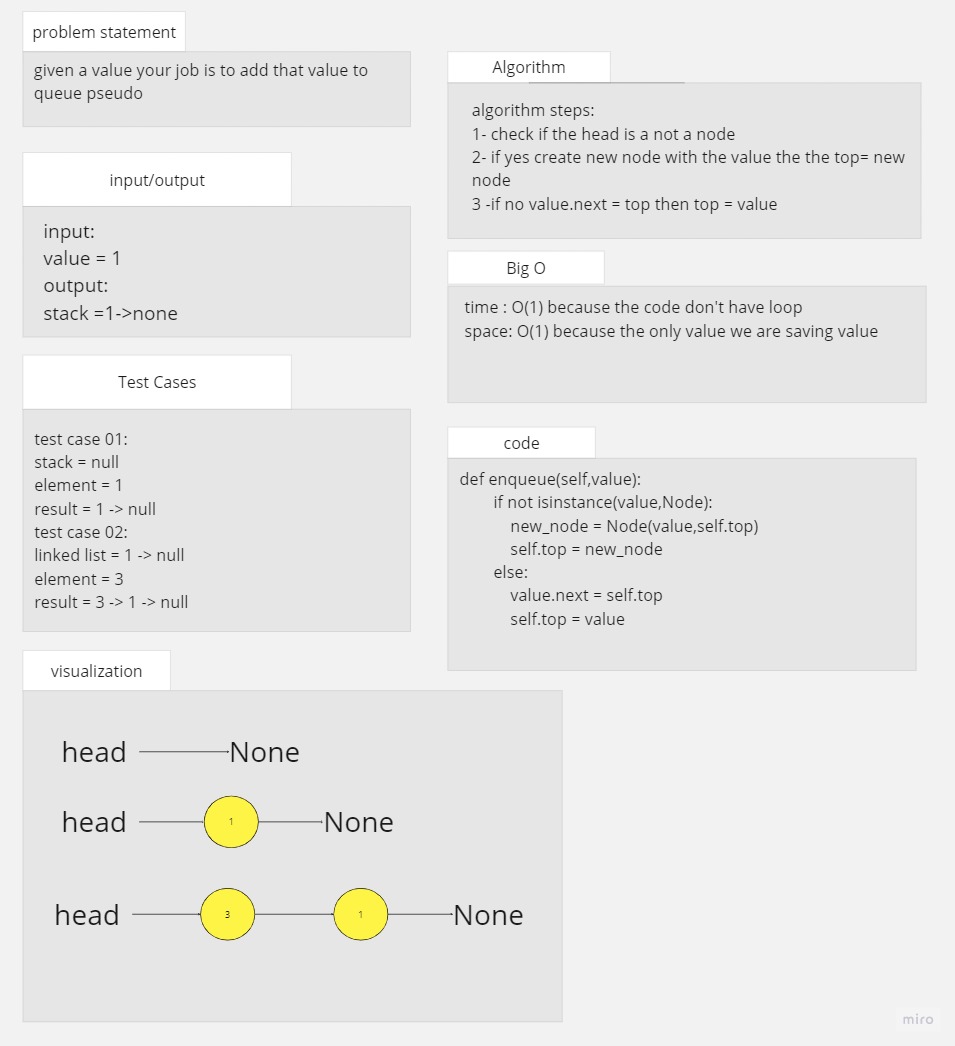 problem statement
given a value your job is to add that value to
queue pseudo
input/output
input:
value = 1
output:
stack =1->none
Test Cases
test case 01:
stack = null
element = 1
result = 1 -> null
test case 02:
linked list = 1 -> null
element = 3
result = 3 -> 1 -> null
Algorithm
algorithm steps:
1- check if the head is a not a node
2- if yes create new node with the value the the top= new
node
3 -if no value.next = top then top = value
Big O
time : O(1) because the code don't have loop
space: O(1) because the only value we are saving value
code
def enqueue(self,value):
if not isinstance(value,Node):
new_node = Node(value,self.top)
self.top = new_node
else:
value.next = self.top
self.top = value
visualization
head None
head 1 None
head 3 1 None
miro